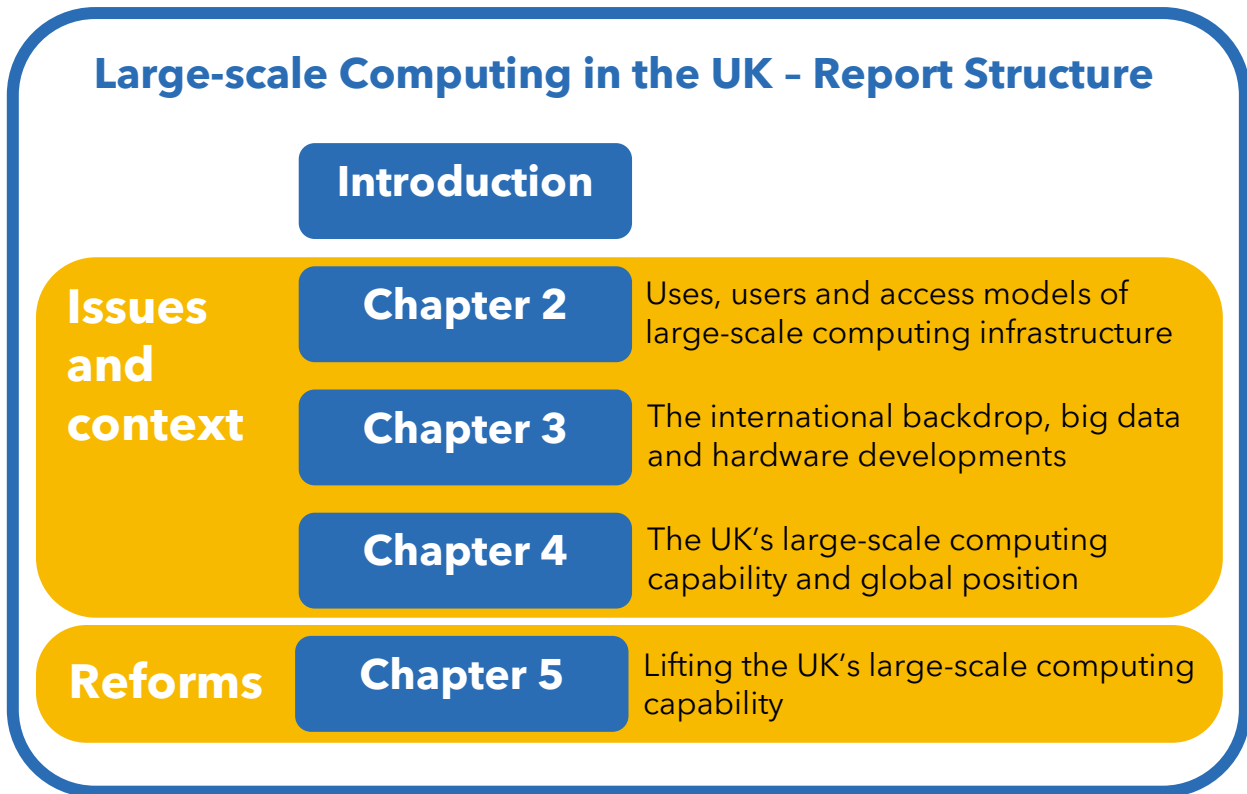 Large-scale Computing in the UK – Report Structure
Introduction
Issues
and
context
Chapter 2
Uses, users and access models of
large-scale computing infrastructure
Chapter 3
The international backdrop, big data
and hardware developments
Chapter 4
The UK’s large-scale computing
capability and global position
Reforms
Chapter 5
Lifting the UK’s large-scale computing
capability